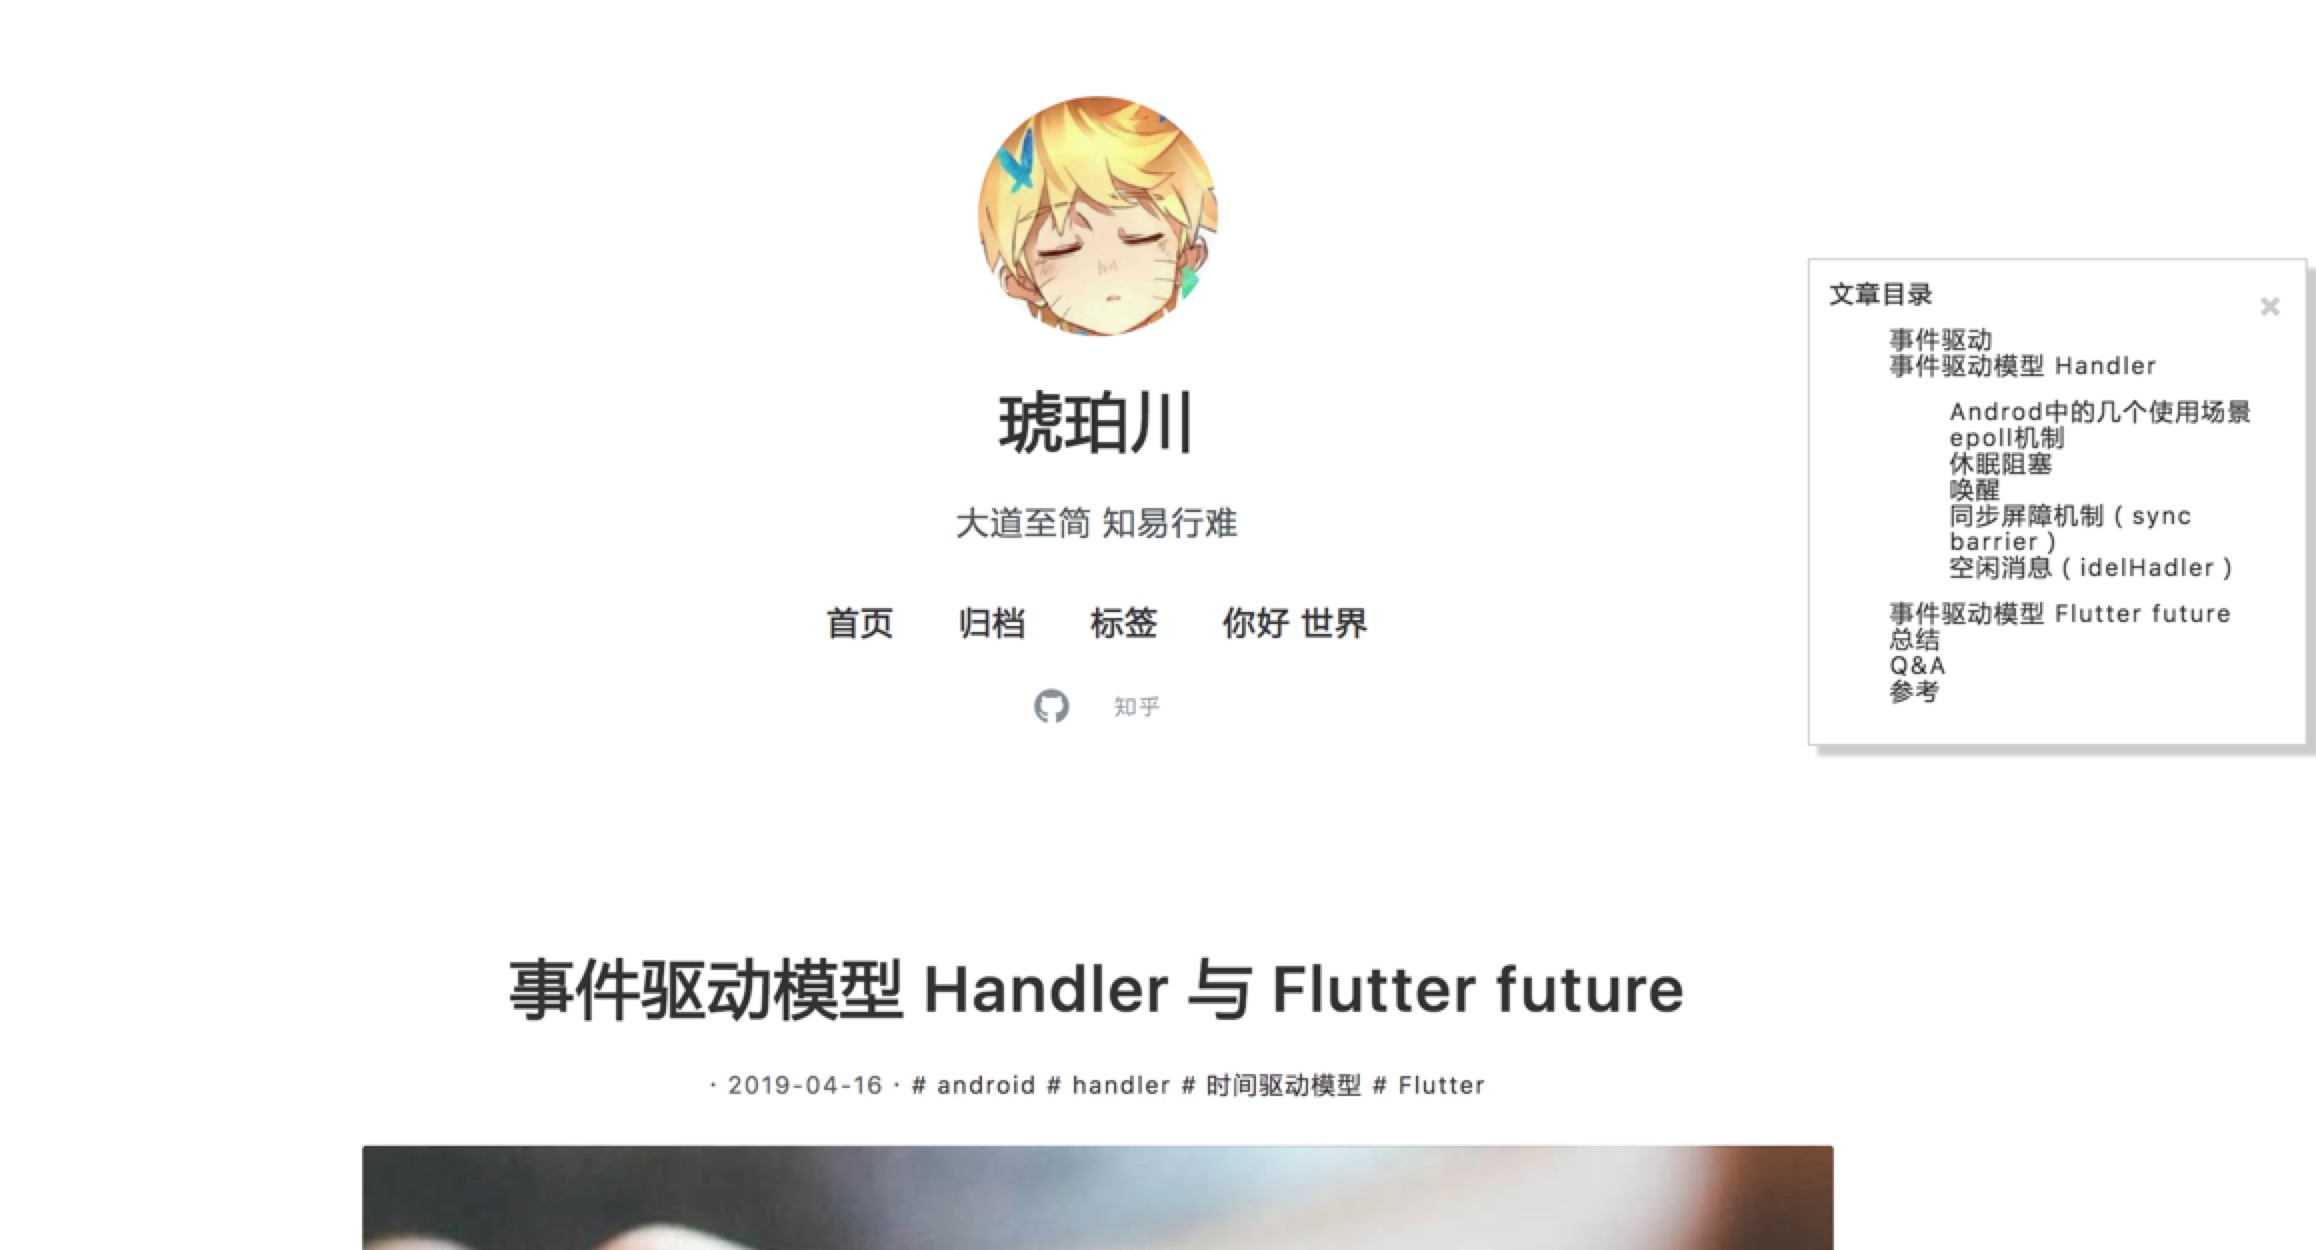 琥珀川
大道至简 知易行难
首页 归档 标签 你好 世界
知乎
文章目录
事件驱动
事件驱动模型 Handler
Androd中的几个使用场景
epoll机制
休眠阻塞
唤醒
同步屏障机制（sync
barrier）
空闲消息（idelHadler）
事件驱动模型 Flutter future
总结
Q&A
参考
事件驱动模型 Handler 与 Flutter future
· 2019-04-16 · # android # handler # 时间驱动模型 # Flutter